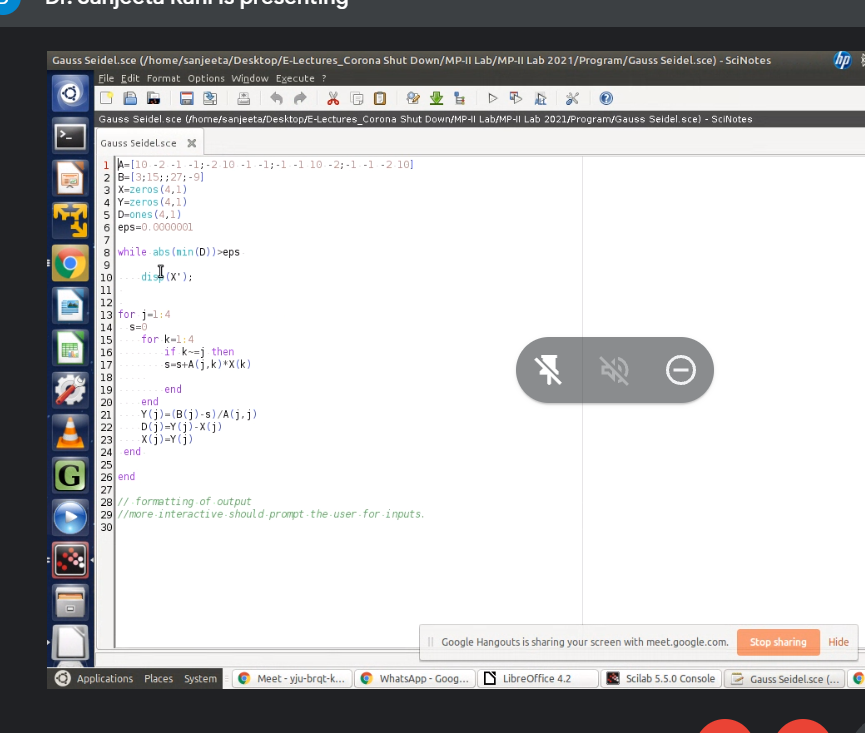 Dr. Sanjeeta Rani is presenting
Gauss Seidel.sce (/home/sanjeeta/Desktop/E-Lectures_Corona Shut Down/MP-II Lab/MP-II Lab 2021/Program/Gauss Seidel.sce) - SciNotes
hp
File Edit Format Options Window Execute ?
Gauss Seidel.sce (/home/sanjeeta/Desktop/E-Lectures_Corona Shut Down/MP-II Lab/MP-II Lab 2021/Program/Gauss Seidel.sce) - SciNotes
Gauss Seidel.sce
1 A=[10 -2 -1 -1;-2 10 -1 -1;-1 -1 10 -2;-1 -1 -2 10]
2 B=[3;15;;27;-9]
3 X=zeros(4,1)
4 Y=zeros(4,1)
5 D=ones(4,1)
6 eps=0.0000001
7
8 while abs(min(D))>eps
9
10 disp(X');
11
12
13 for j=1:4
14 s=0
15 for k=1:4
16 if k~=j then
17 s=s+A(j,k)*X(k)
18
19 end
20 end
21 Y(j)=(B(j)-s)/A(j,j)
22 D(j)=Y(j)-X(j)
23 X(j)=Y(j)
24 end
25
26 end
27
28 // formatting of output
29 //more interactive should prompt the user for inputs.
30
Google Hangouts is sharing your screen with meet.google.com. Stop sharing Hide
Applications Places System Meet - yju-brqt-k... WhatsApp - Goog... LibreOffice 4.2 Scilab 5.5.0 Console Gauss Seidel.sce (...